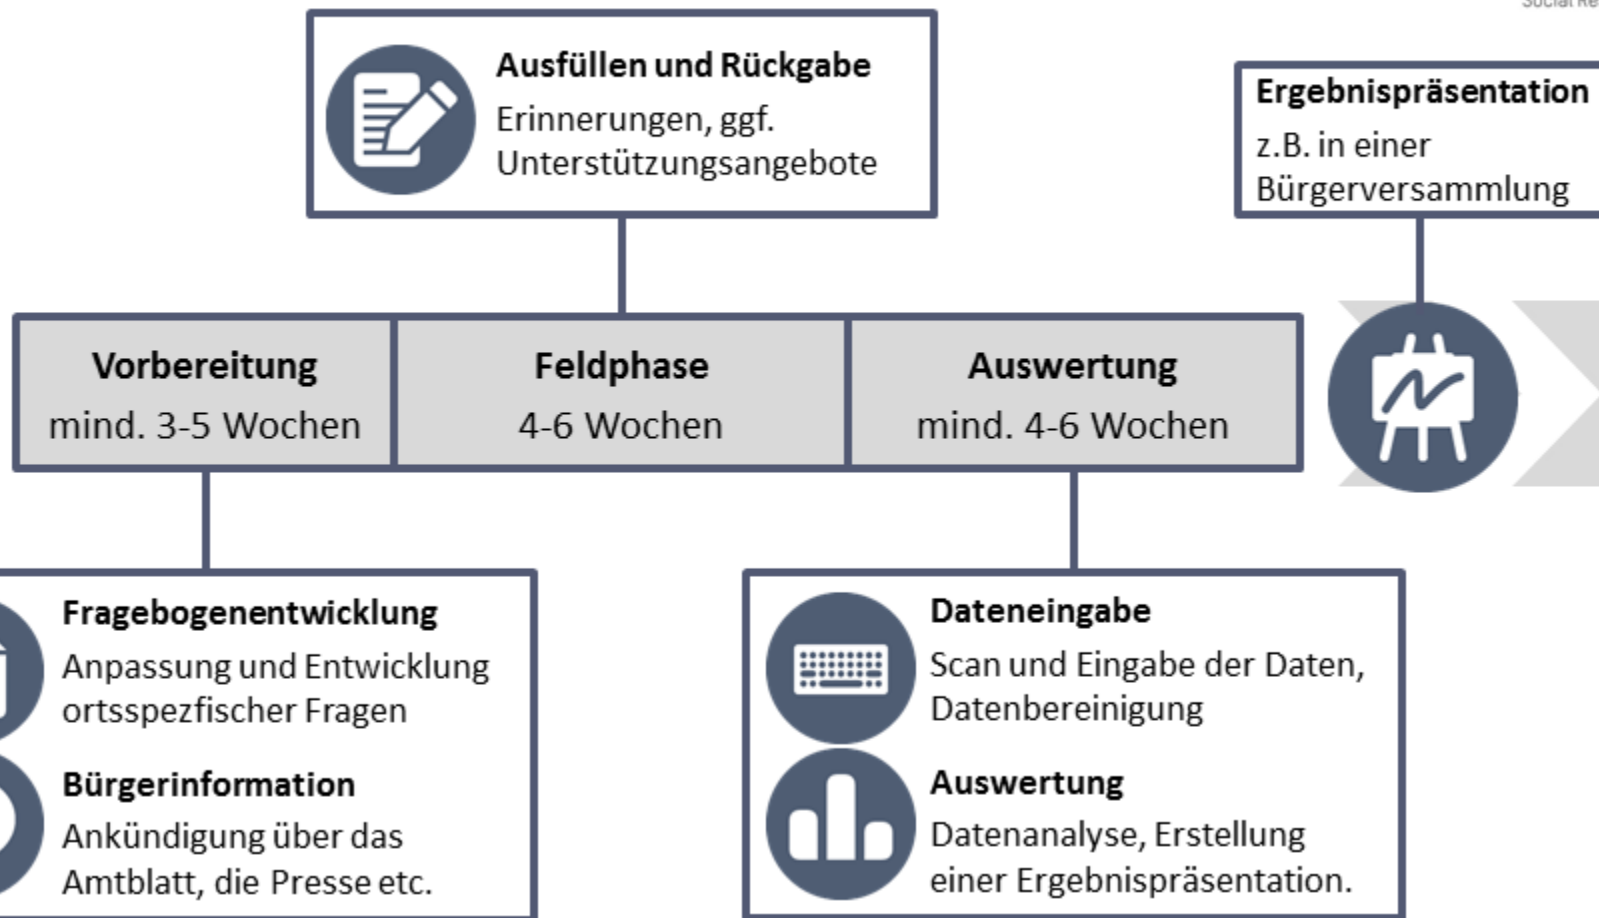 Social Re
Ausfüllen und Rückgabe
Erinnerungen, ggf.
Unterstützungsangebote
Ergebnispräsentation
z.B. in einer
Bürgerversammlung
Vorbereitung
mind. 3-5 Wochen
Feldphase
4-6 Wochen
Auswertung
mind. 4-6 Wochen
Fragebogenentwicklung
Anpassung und Entwicklung
ortsspezfischer Fragen
Bürgerinformation
Ankündigung über das
Amtblatt, die Presse etc.
Dateneingabe
Scan und Eingabe der Daten,
Datenbereinigung
Auswertung
Datenanalyse, Erstellung
einer Ergebnispräsentation.